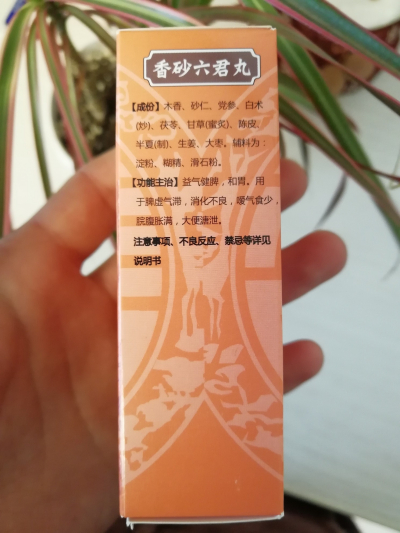 香砂六君丸
【成份】木香、砂仁、党参、白术
(炒)、茯苓、甘草(蜜炙)、陈皮、
半夏(制)、生姜、大枣。辅料为：
淀粉、糊精、滑石粉。
【功能主治】益气健脾，和胃。用
于脾虚气滞，消化不良，嗳气食少，
脘腹胀满，大便溏泄。
注意事项、不良反应、禁忌等详见
说明书